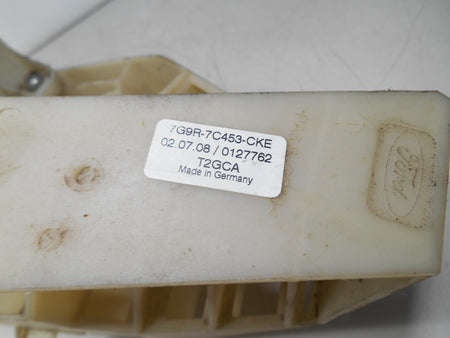 7G9R-7C453-CKE
02.07.08 / 0127762
T2GCA
Made in Germany
Ford